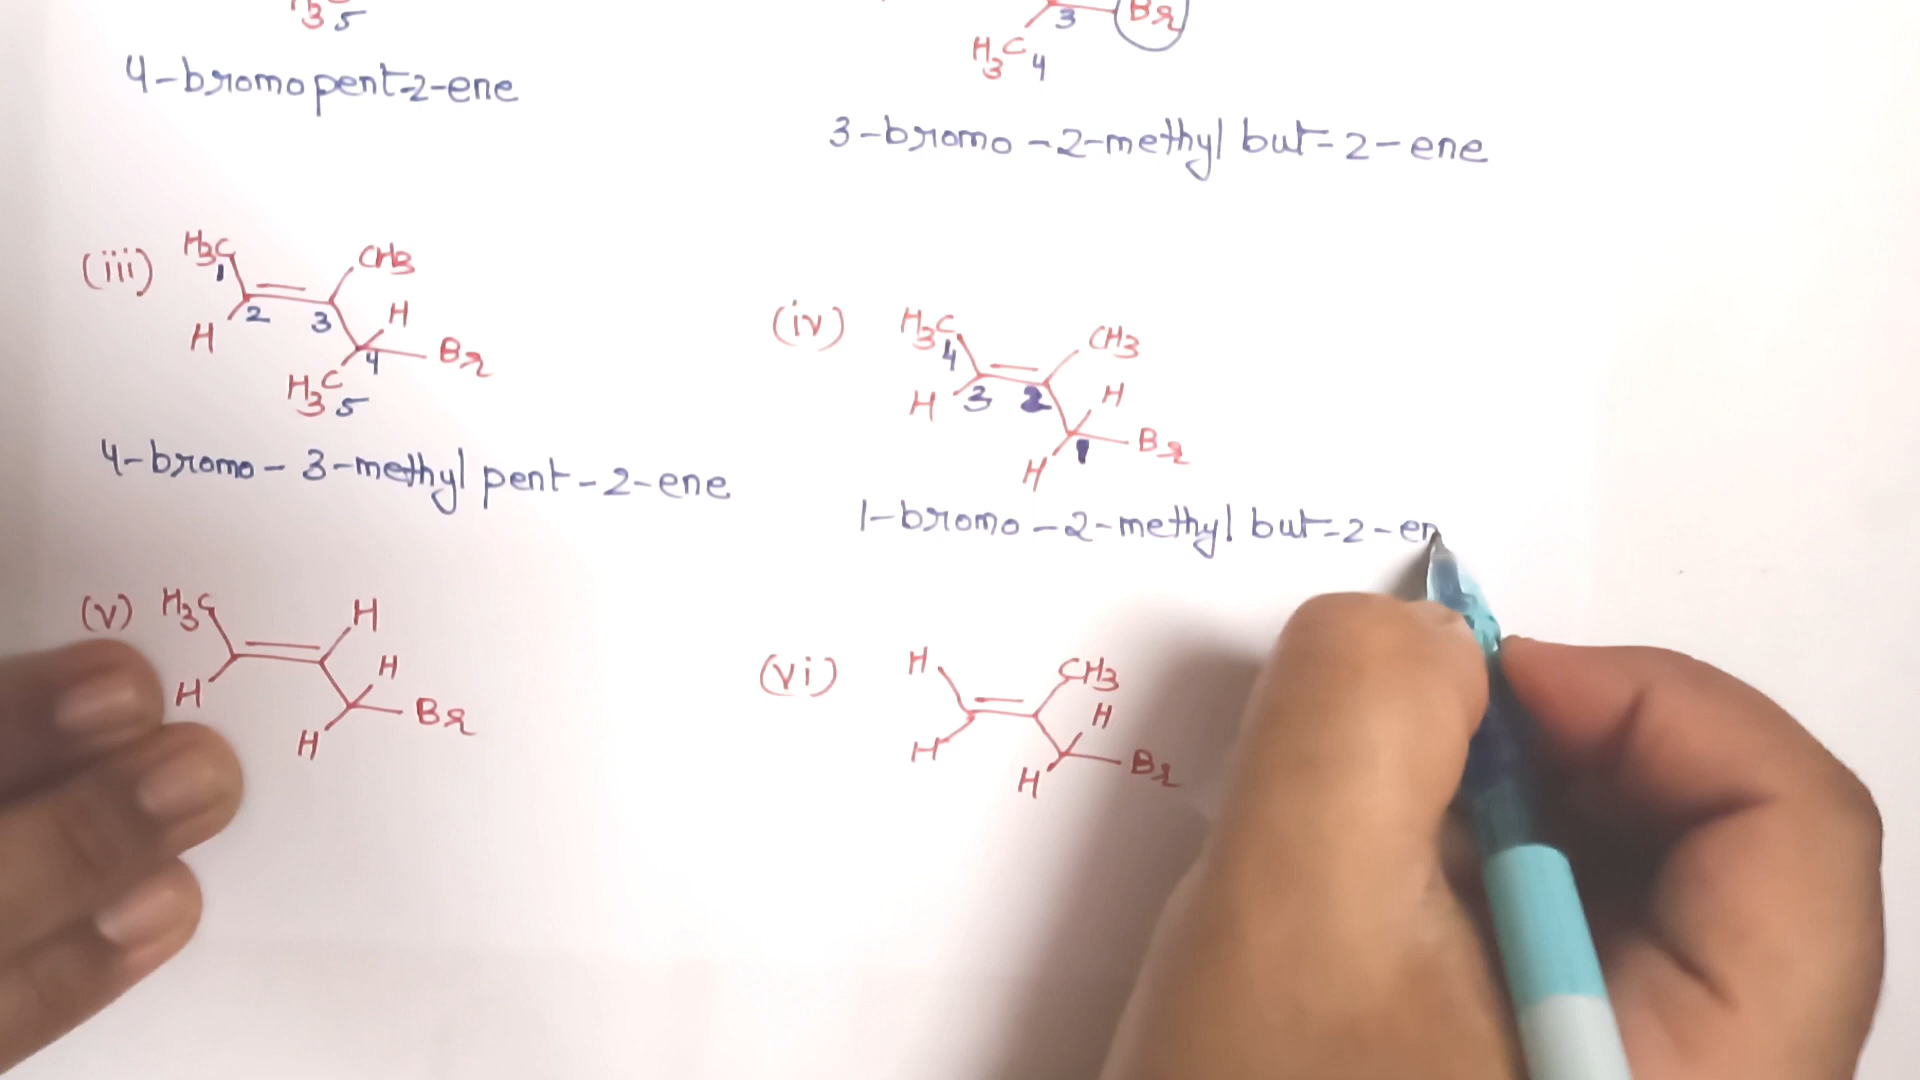 H3C 5
4-bromopent-2-ene
3 Br
H3C 4
3-bromo-2-methyl but-2-ene
(iii) H3C CH3
1 2 3 H
H 4 Br
H3C 5
4-bromo-3-methyl pent-2-ene
(iv) H3C CH3
4 3 2 H
H 1 Br
H
1-bromo-2-methyl but-2-en
(v) H3C H
H H
H Br
(vi) H CH3
H H
H Br